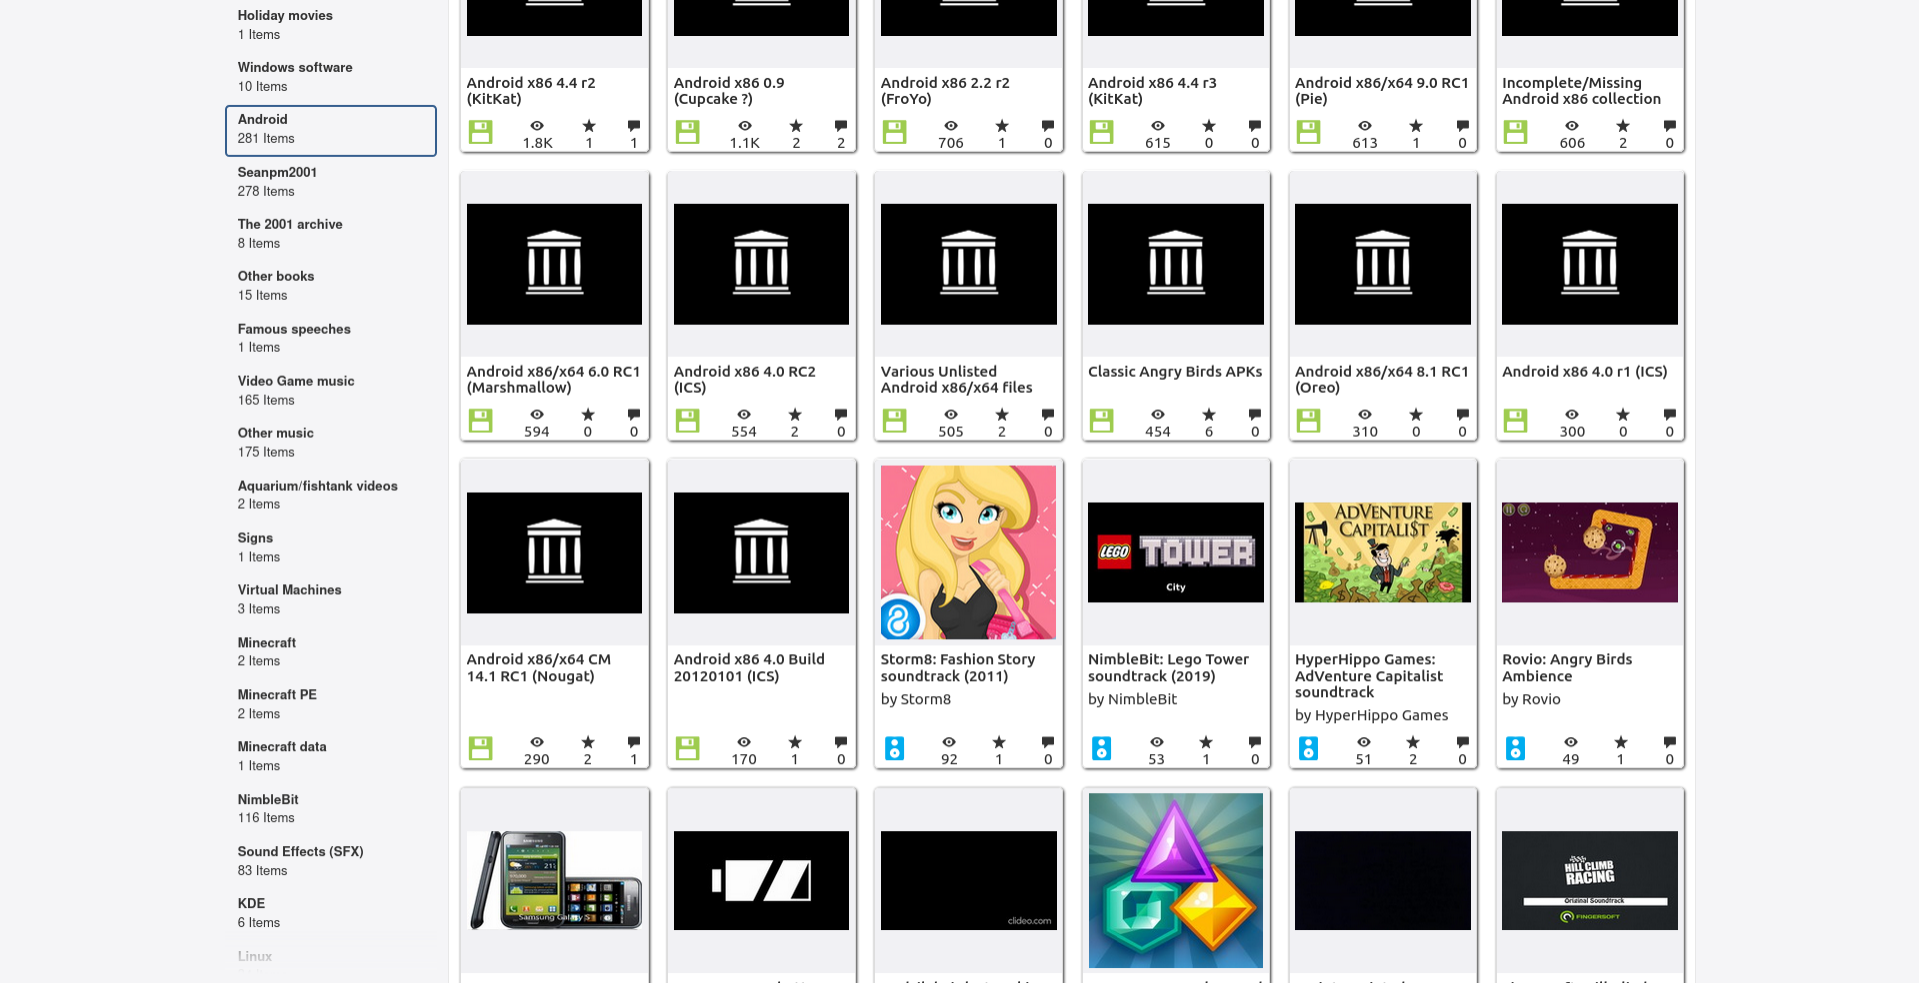 Holiday movies
1 Items
Windows software
10 Items
Android
281 Items
Seanpm2001
278 Items
The 2001 archive
8 Items
Other books
15 Items
Famous speeches
1 Items
Video Game music
165 Items
Other music
175 Items
Aquarium/fishtank videos
2 Items
Signs
1 Items
Virtual Machines
3 Items
Minecraft
2 Items
Minecraft PE
2 Items
Minecraft data
1 Items
NimbleBit
116 Items
Sound Effects (SFX)
83 Items
KDE
6 Items
Linux
Android x86 4.4 r2
(KitKat)
1.8K 1 1
Android x86 0.9
(Cupcake ?)
1.1K 2 2
Android x86 2.2 r2
(FroYo)
706 1 0
Android x86 4.4 r3
(KitKat)
615 0 0
Android x86/x64 9.0 RC1
(Pie)
613 1 0
Incomplete/Missing
Android x86 collection
606 2 0
Android x86/x64 6.0 RC1
(Marshmallow)
594 0 0
Android x86 4.0 RC2
(ICS)
554 2 0
Various Unlisted
Android x86/x64 files
505 2 0
Classic Angry Birds APKs
454 6 0
Android x86/x64 8.1 RC1
(Oreo)
310 0 0
Android x86 4.0 r1 (ICS)
300 0 0
Android x86/x64 CM
14.1 RC1 (Nougat)
290 2 1
Android x86 4.0 Build
20120101 (ICS)
170 1 0
Storm8: Fashion Story
soundtrack (2011)
by Storm8
92 1 0
LEGO TOWER
City
NimbleBit: Lego Tower
soundtrack (2019)
by NimbleBit
53 1 0
ADVENTURE
CAPITALI$T
HyperHippo Games:
AdVenture Capitalist
soundtrack
by HyperHippo Games
51 2 0
Rovio: Angry Birds
Ambience
by Rovio
49 1 0
SAMSUNG
Samsung Galaxy S
clideo.com
HILL CLIMB
RACING
Original Soundtrack
FINGERSOFT